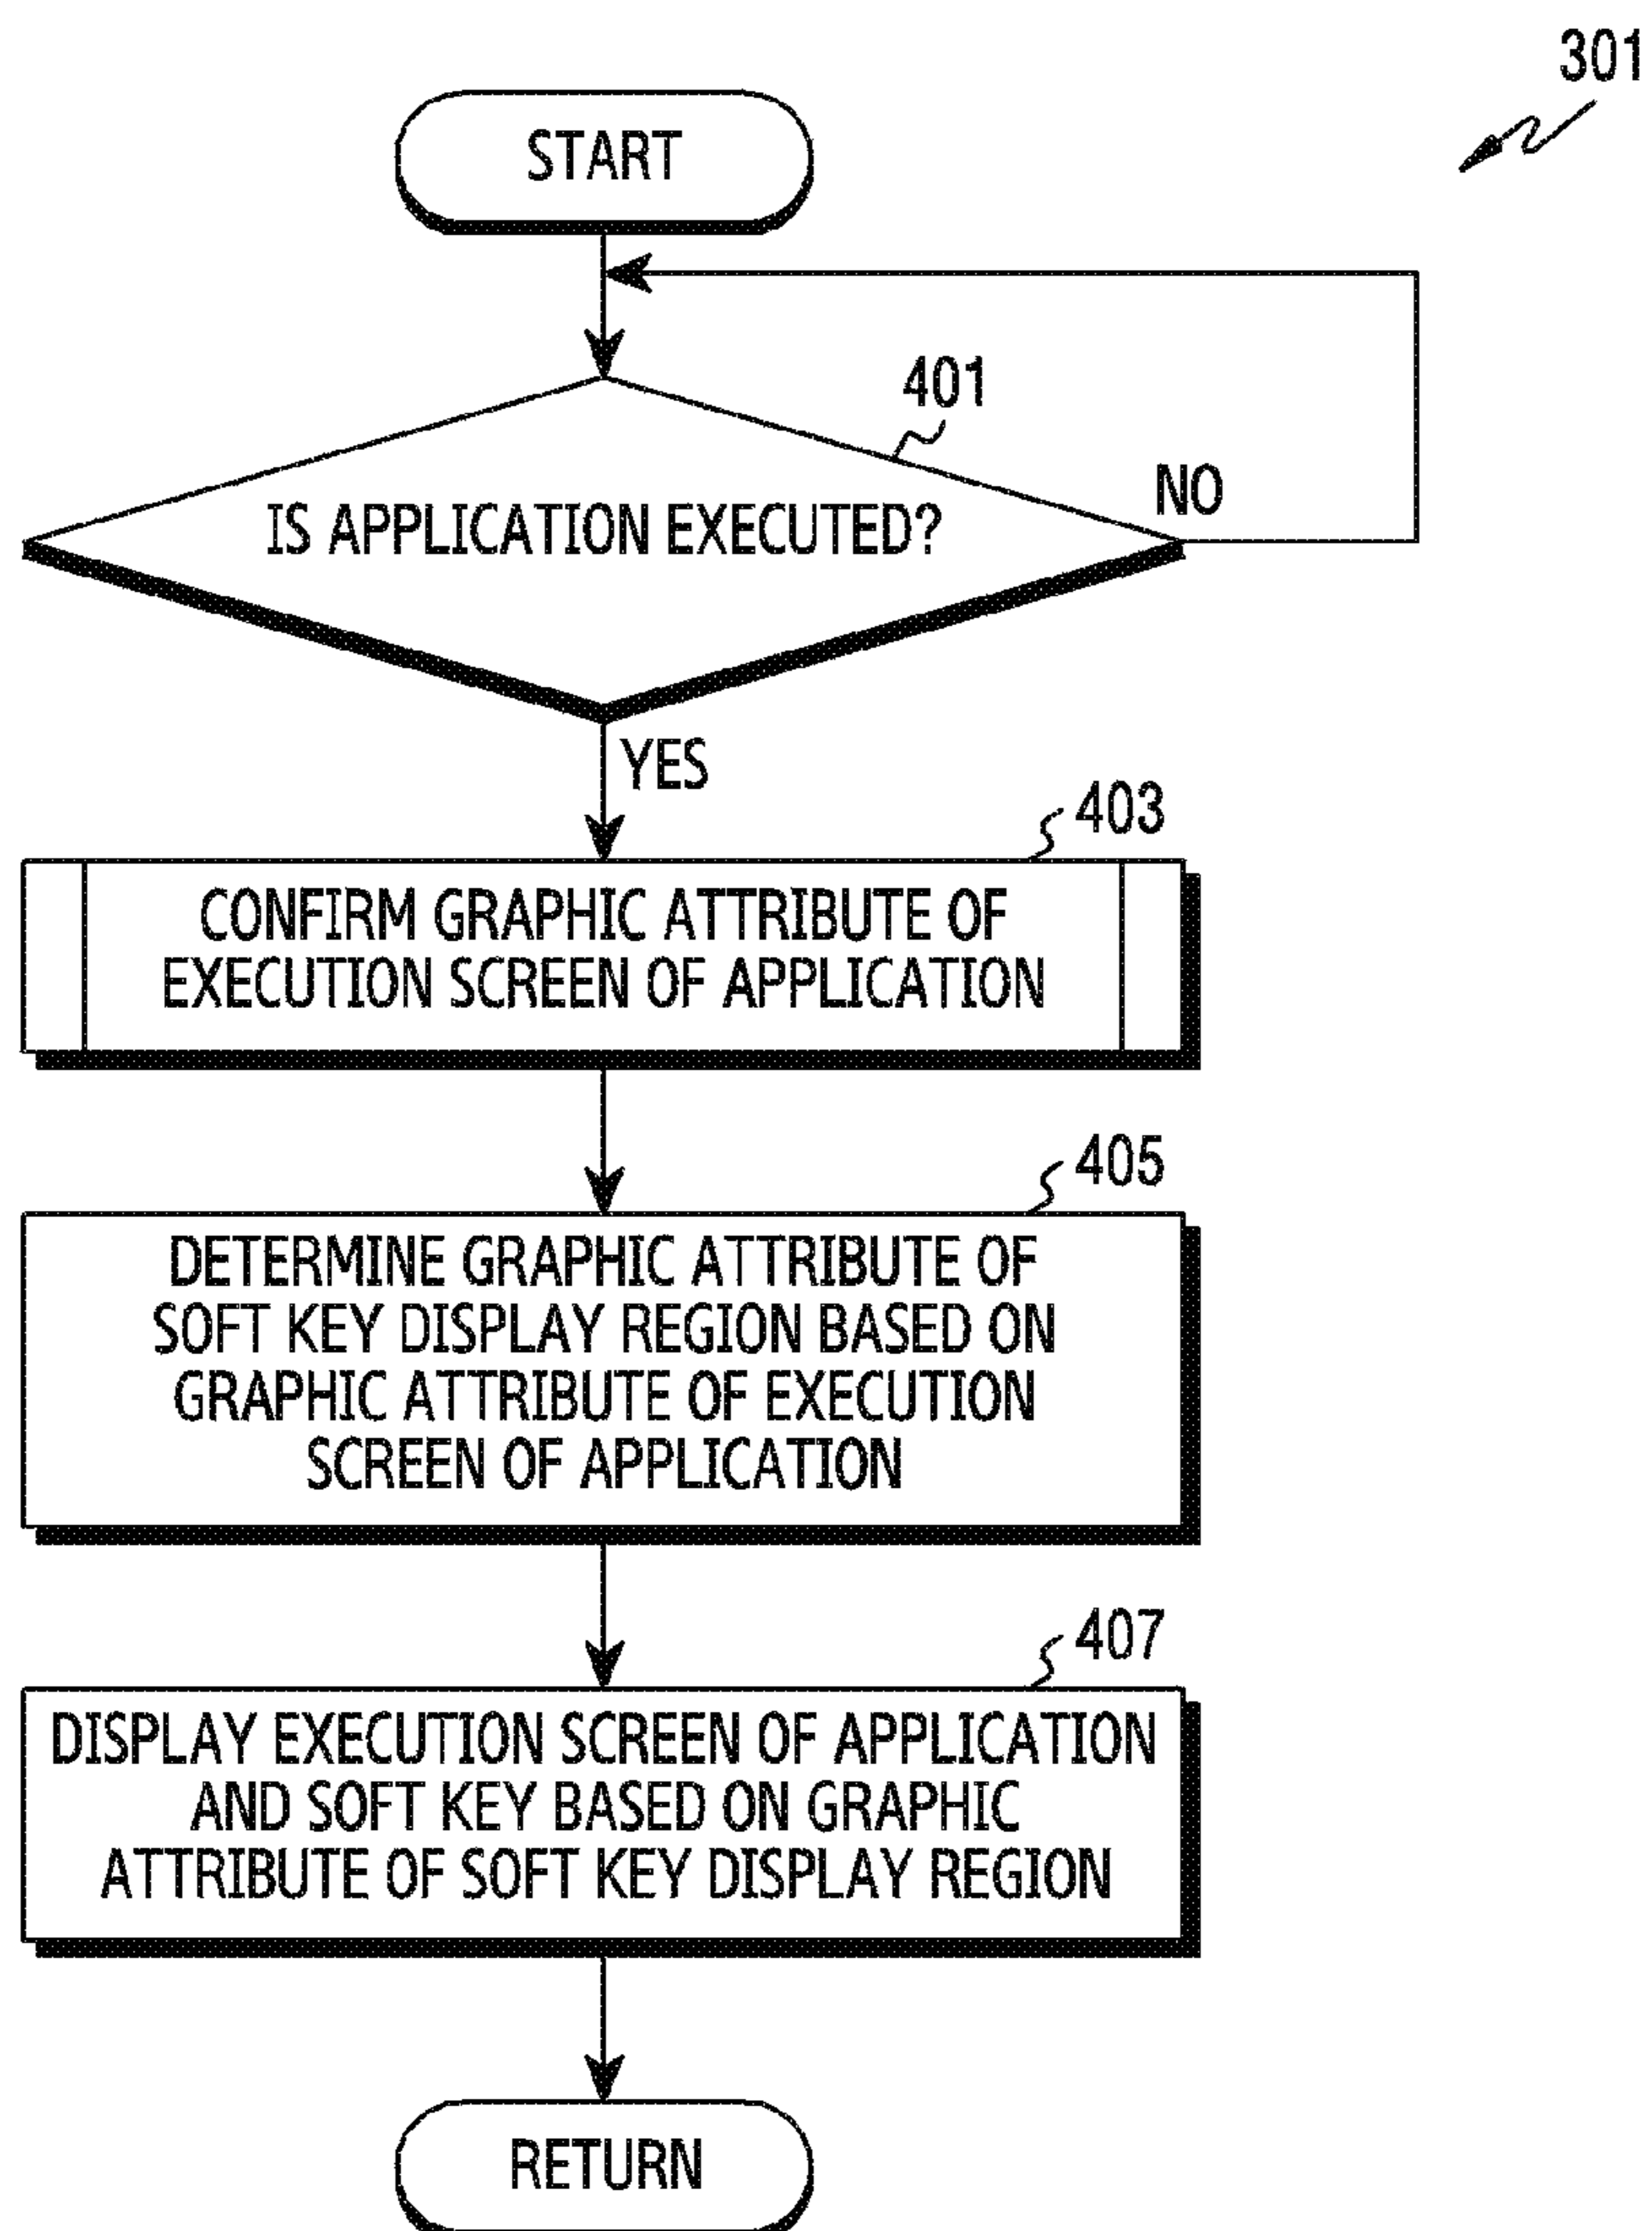 301
START
401
IS APPLICATION EXECUTED?
NO
YES
403
CONFIRM GRAPHIC ATTRIBUTE OF
EXECUTION SCREEN OF APPLICATION
405
DETERMINE GRAPHIC ATTRIBUTE OF
SOFT KEY DISPLAY REGION BASED ON
GRAPHIC ATTRIBUTE OF EXECUTION
SCREEN OF APPLICATION
407
DISPLAY EXECUTION SCREEN OF APPLICATION
AND SOFT KEY BASED ON GRAPHIC
ATTRIBUTE OF SOFT KEY DISPLAY REGION
RETURN